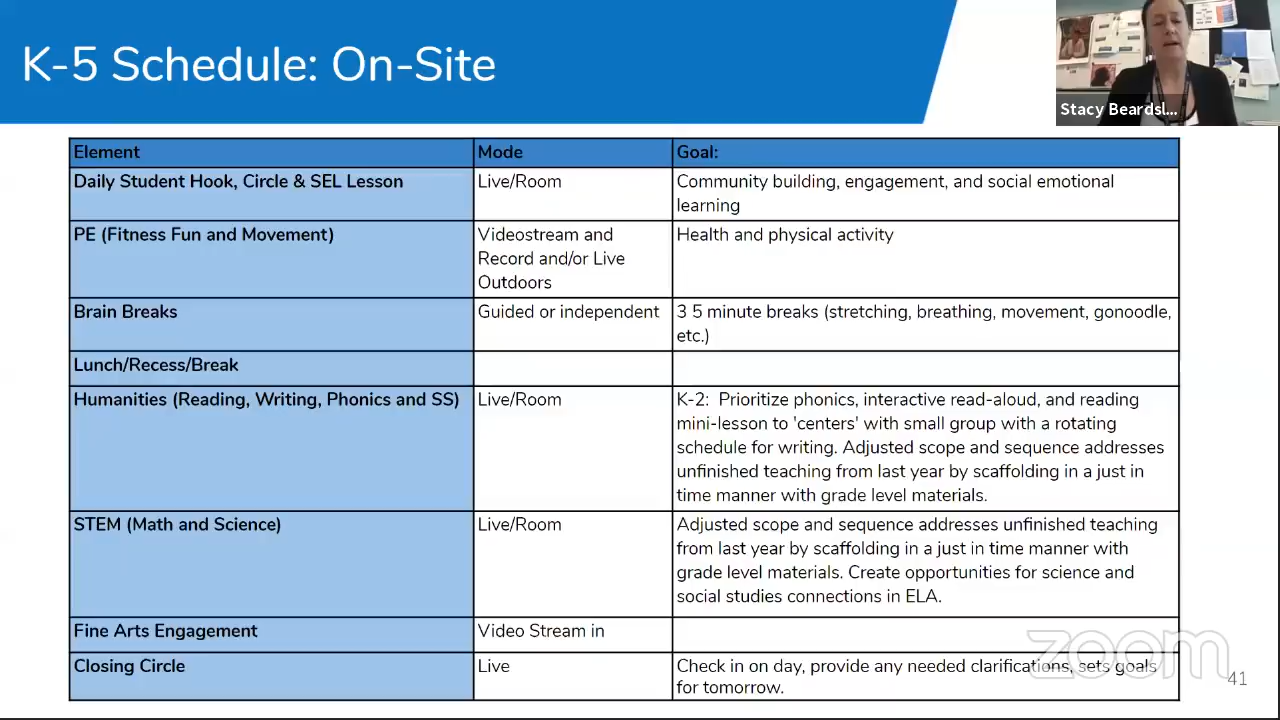 K-5 Schedule: On-Site
Stacy Beardsl...
Element Mode Goal:
Daily Student Hook, Circle & SEL Lesson Live/Room Community building, engagement, and social emotional
learning
PE (Fitness Fun and Movement) Videostream and Health and physical activity
Record and/or Live
Outdoors
Brain Breaks Guided or independent 3 5 minute breaks (stretching, breathing, movement, gonoodle,
etc.)
Lunch/Recess/Break
Humanities (Reading, Writing, Phonics and SS) Live/Room K-2: Prioritize phonics, interactive read-aloud, and reading
mini-lesson to 'centers' with small group with a rotating
schedule for writing. Adjusted scope and sequence addresses
unfinished teaching from last year by scaffolding in a just in
time manner with grade level materials.
STEM (Math and Science) Live/Room Adjusted scope and sequence addresses unfinished teaching
from last year by scaffolding in a just in time manner with
grade level materials. Create opportunities for science and
social studies connections in ELA.
Fine Arts Engagement Video Stream in
Closing Circle Live Check in on day, provide any needed clarifications, sets goals
for tomorrow.
zoom
41